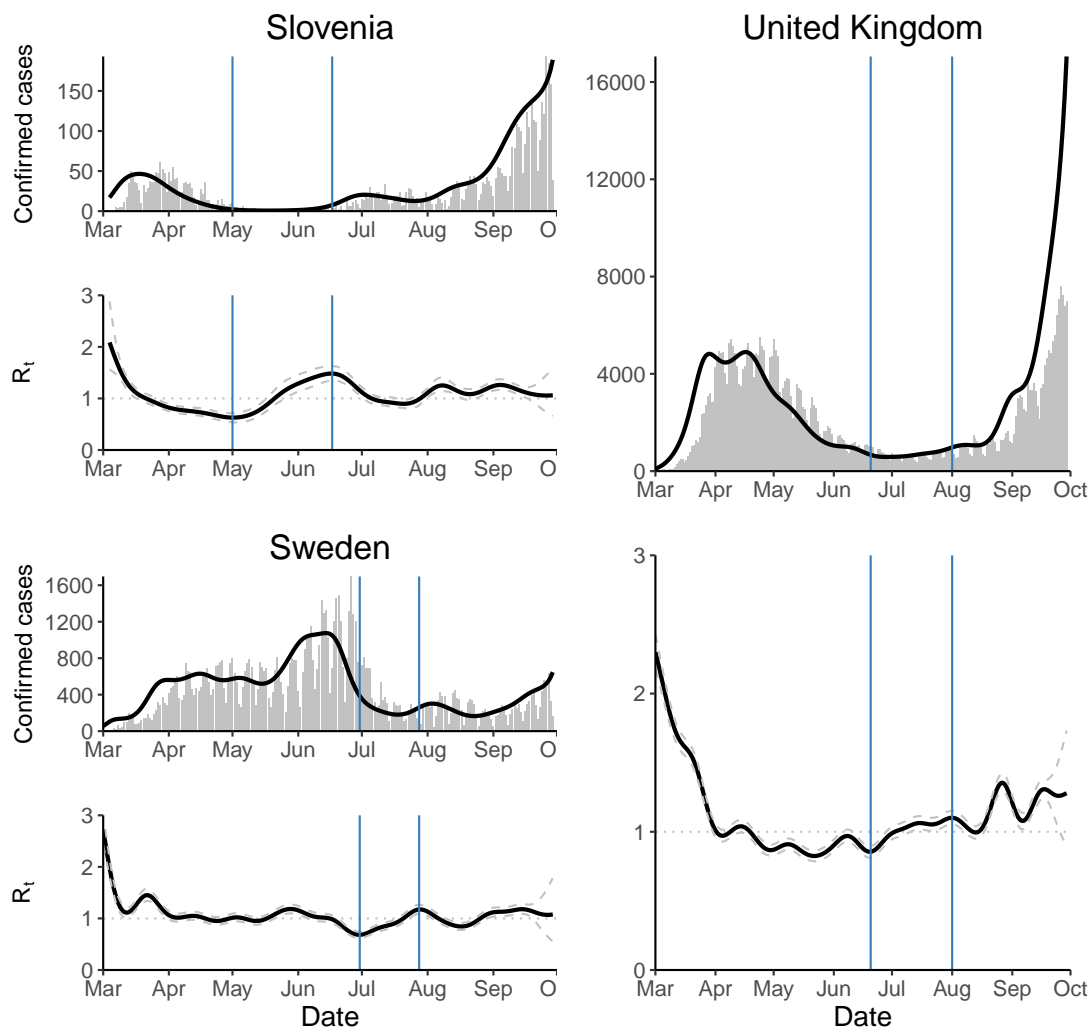 Slovenia
Confirmed cases
150
100
50
0
Mar Apr May Jun Jul Aug Sep O
R_t
3
2
1
0
Mar Apr May Jun Jul Aug Sep O
Sweden
Confirmed cases
1600
1200
800
400
0
Mar Apr May Jun Jul Aug Sep O
R_t
3
2
1
0
Mar Apr May Jun Jul Aug Sep O
Date
United Kingdom
16000
12000
8000
4000
0
Mar Apr May Jun Jul Aug Sep Oct
3
2
1
0
Mar Apr May Jun Jul Aug Sep Oct
Date